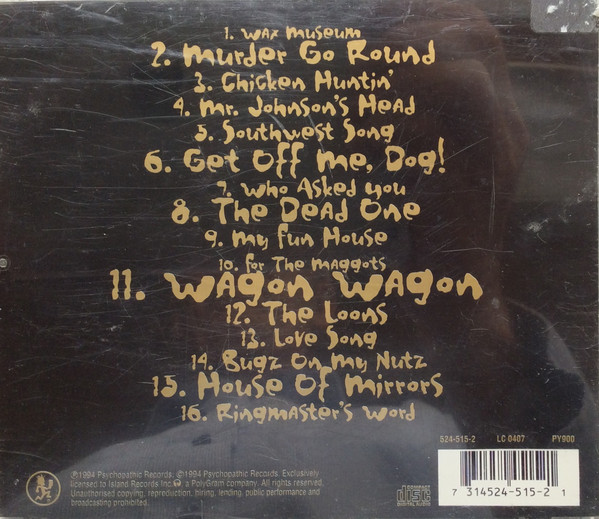 1. Wax Museum
2. Murder Go Round
3. Chicken Huntin'
4. Mr. Johnson's Head
5. Southwest Song
6. Get Off Me, Dog!
7. Who Asked You
8. The Dead One
9. My Fun House
10. For The Maggots
11. Wagon Wagon
12. The Loons
13. Love Song
14. Bugz On My Nutz
15. House Of Mirrors
16. Ringmaster's Word
524-515-2 LC 0407 PY900
℗1994 Psychopathic Records. ©1994 Psychopathic Records. Exclusively
licensed to Island Records Inc. a PolyGram company. All rights reserved.
Unauthorised copying, reproduction, hiring, lending, public performance and
broadcasting prohibited.
COMPACT
disc
DIGITAL AUDIO
7 314524-515-2 1